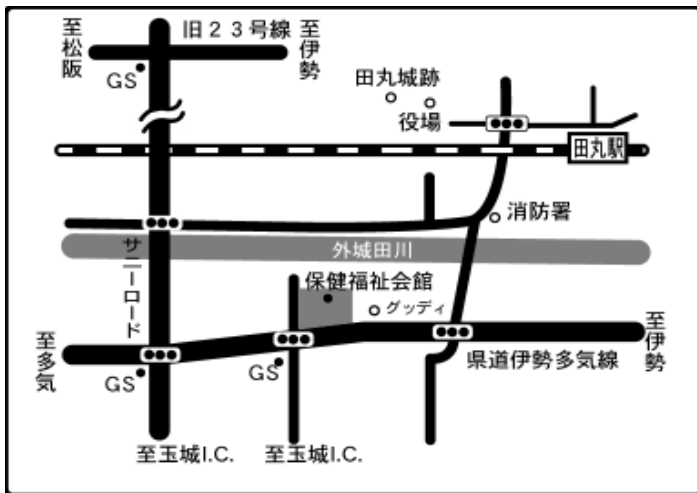 旧23号線
至松阪
至伊勢
GS
田丸城跡
役場
田丸駅
消防署
外城田川
サニーロード
保健福祉会館
グッディ
至多気
至伊勢
県道伊勢多気線
GS
GS
至玉城I.C.
至玉城I.C.